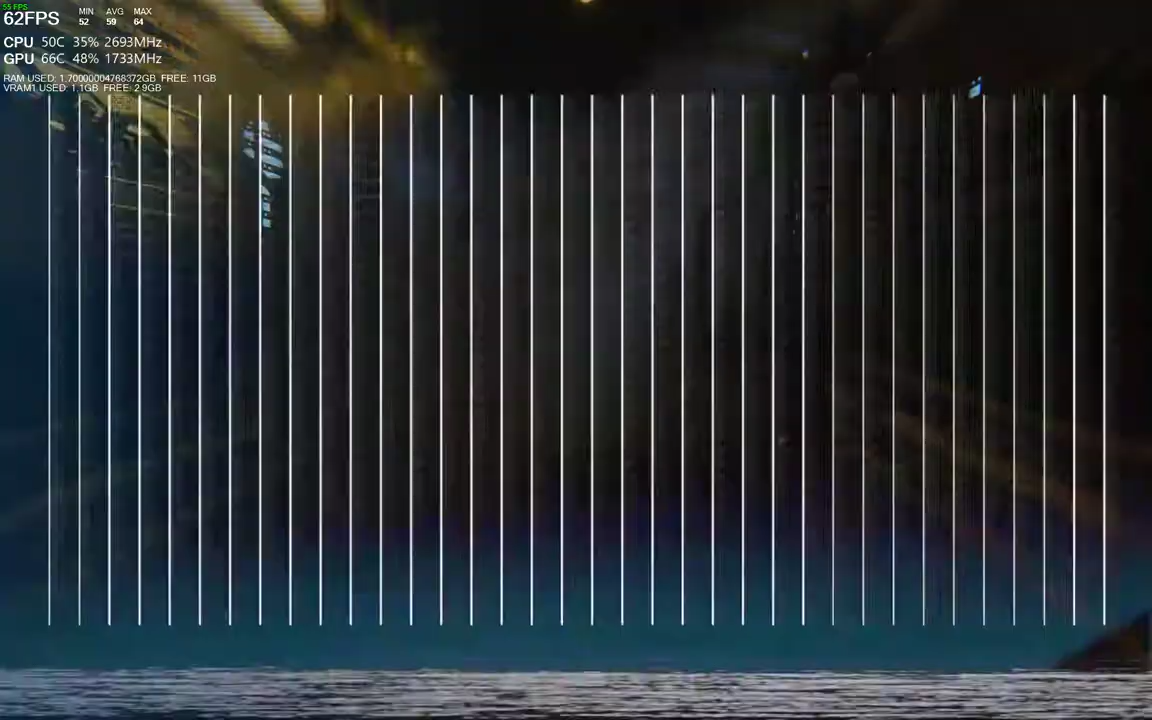 55 FPS
62FPS MIN AVG MAX
52 59 64
CPU 50C 35% 2693MHz
GPU 66C 48% 1733MHz
RAM USED: 1.70000004768372GB FREE: 11GB
VRAM1 USED: 1.1GB FREE: 2.9GB